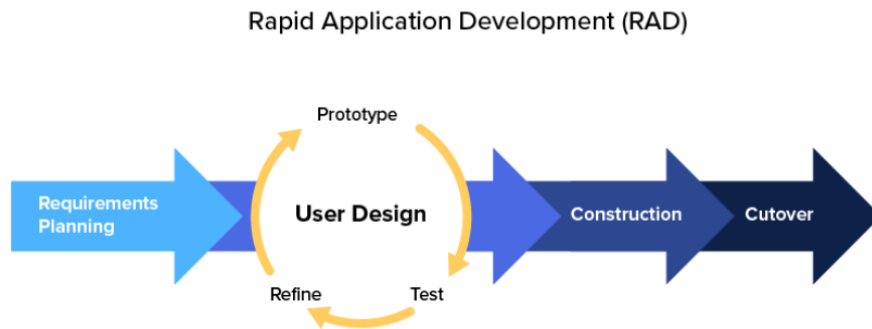 Rapid Application Development (RAD)
Prototype
Requirements
Planning
User Design
Construction
Cutover
Refine
Test